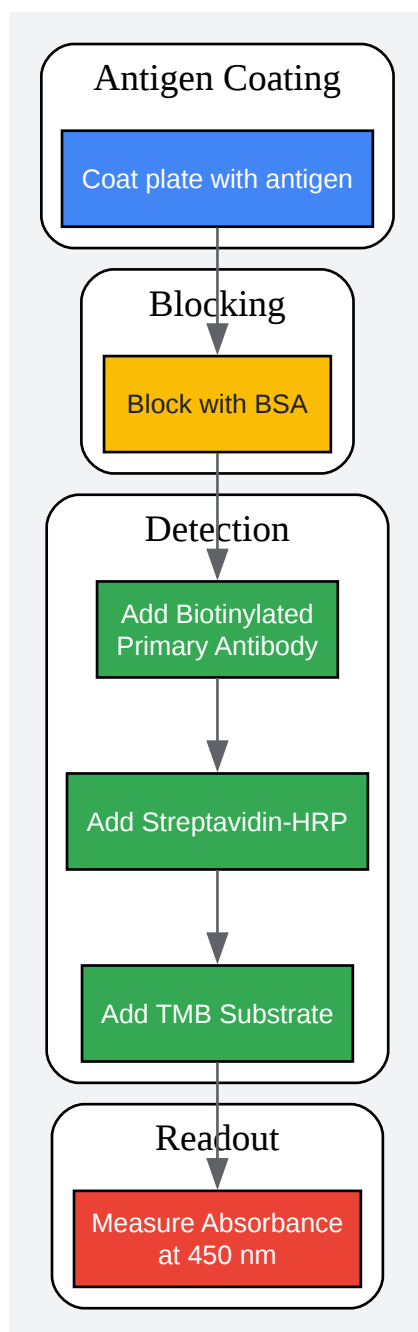 Antigen Coating
Coat plate with antigen
Blocking
Block with BSA
Detection
Add Biotinylated
Primary Antibody
Add Streptavidin-HRP
Add TMB Substrate
Readout
Measure Absorbance
at 450 nm